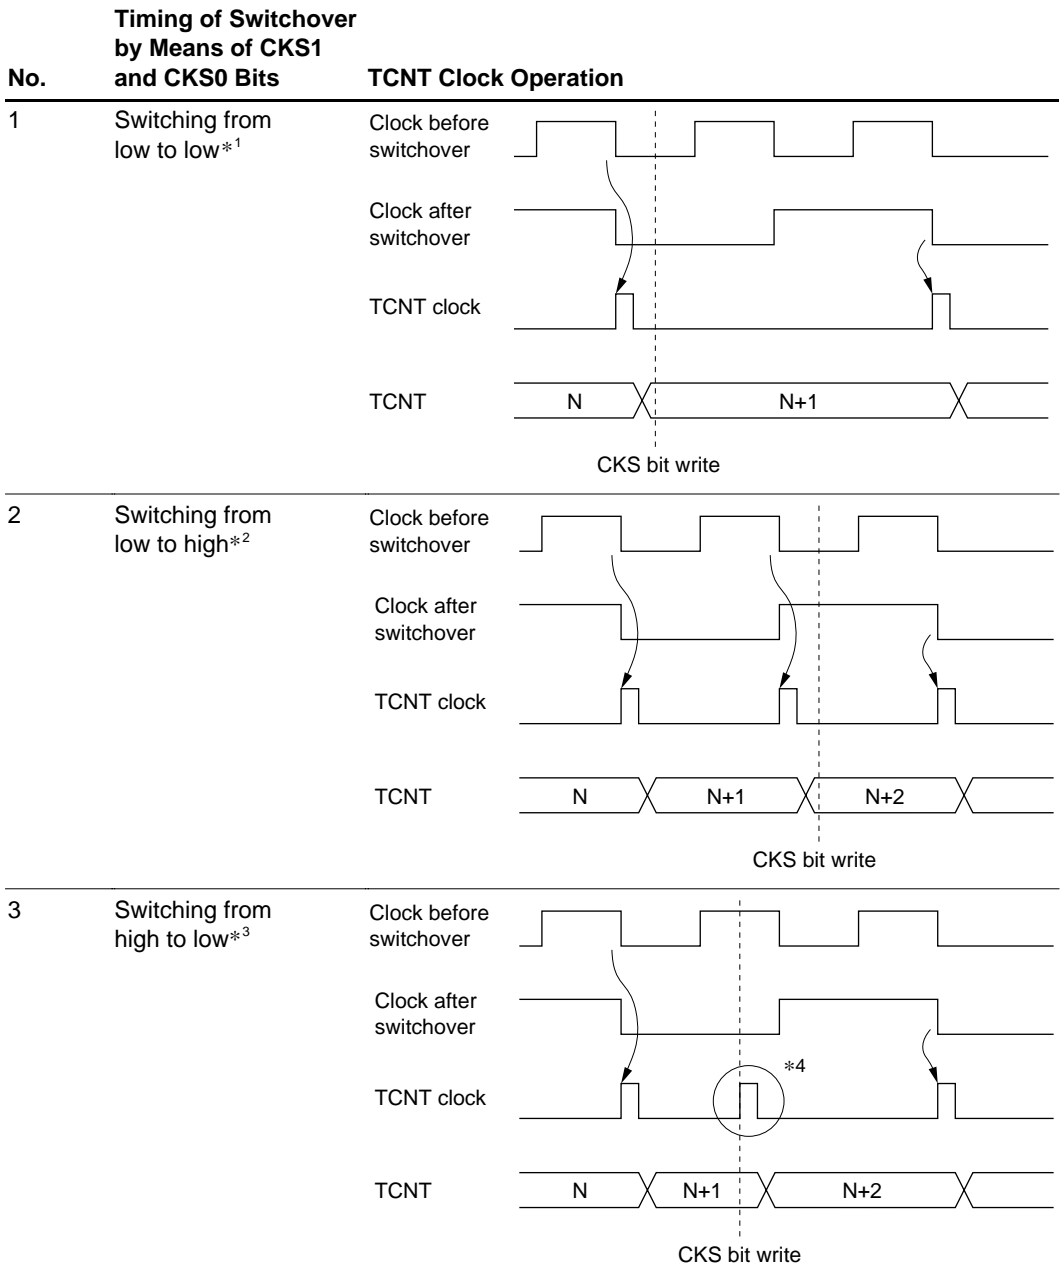 Timing of Switchover
by Means of CKS1
No. and CKS0 Bits TCNT Clock Operation
1 Switching from
low to low*1
Clock before
switchover
Clock after
switchover
TCNT clock
TCNT N N+1
CKS bit write
2 Switching from
low to high*2
Clock before
switchover
Clock after
switchover
TCNT clock
TCNT N N+1 N+2
CKS bit write
3 Switching from
high to low*3
Clock before
switchover
Clock after
switchover
*4
TCNT clock
TCNT N N+1 N+2
CKS bit write